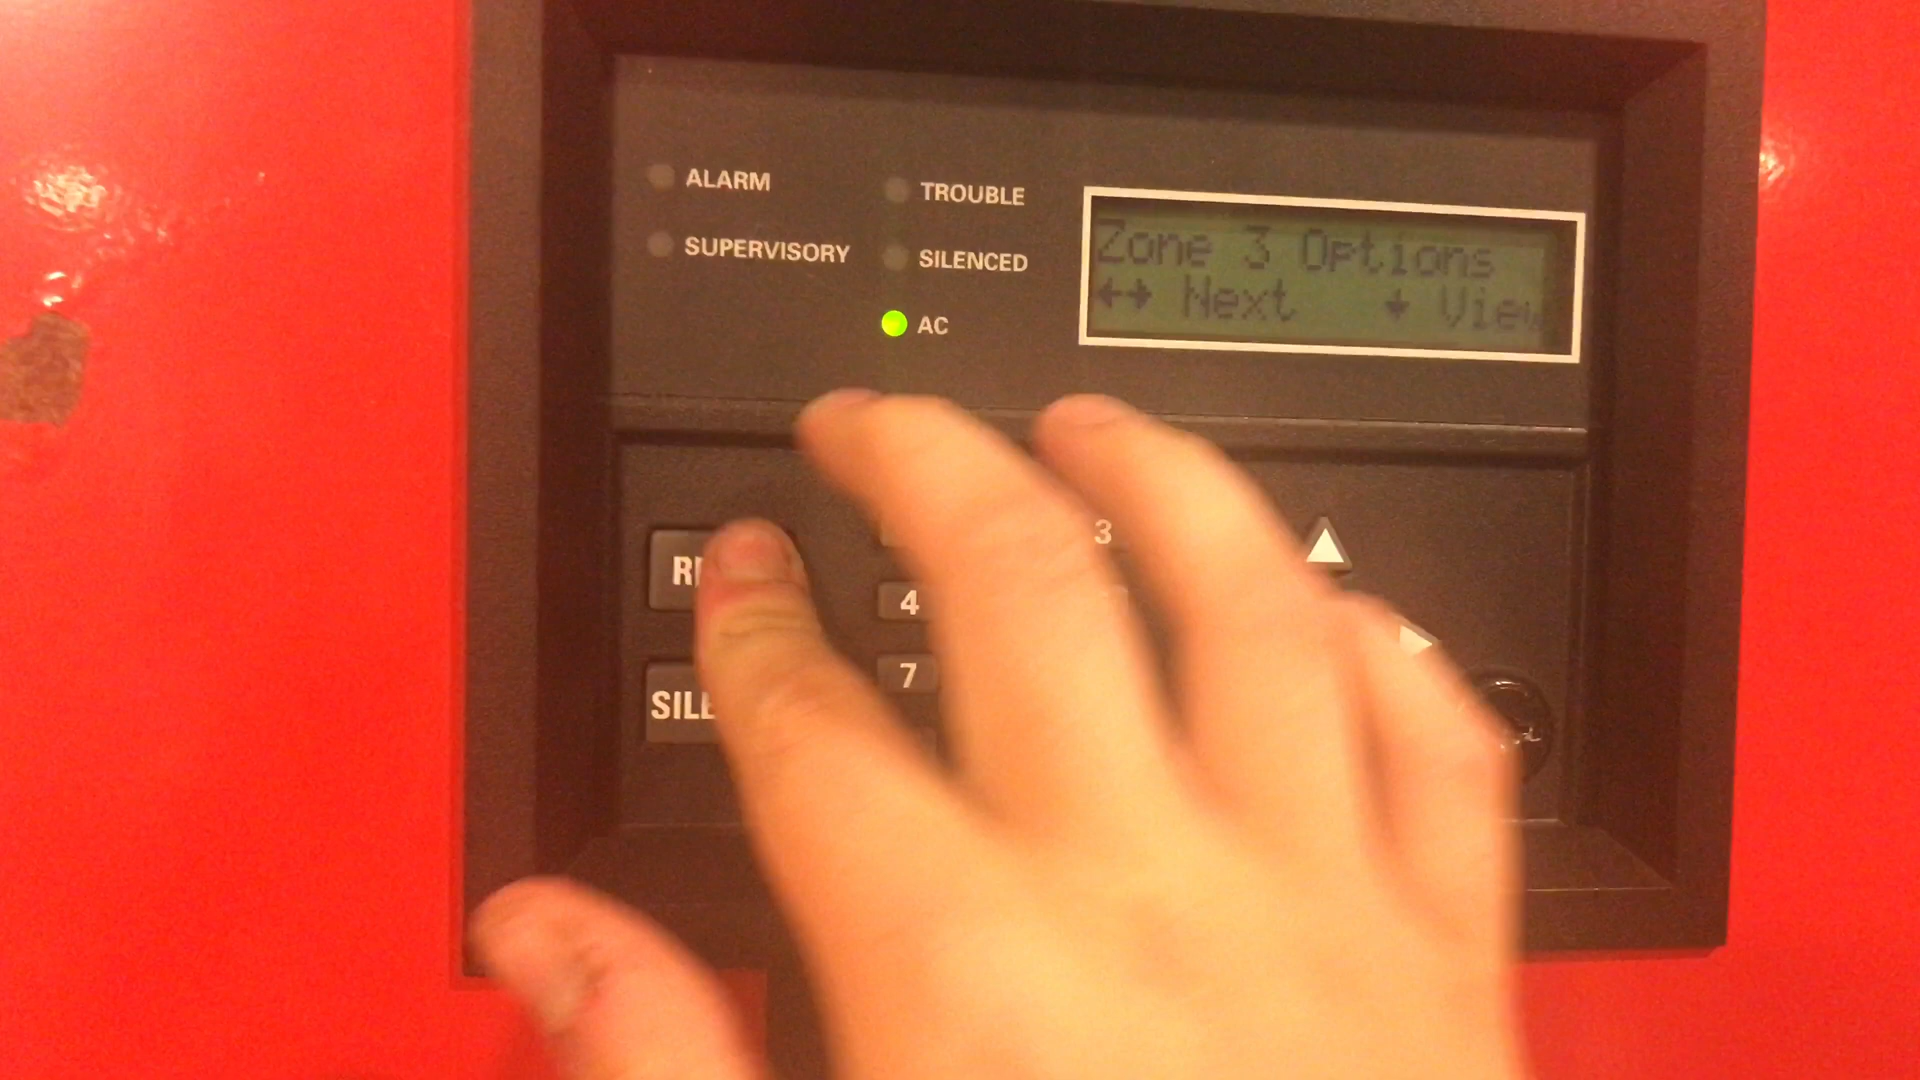 ALARM
TROUBLE
SUPERVISORY
SILENCED
AC
Zone 3 Options
←→ Next ↓ View
3
4
7